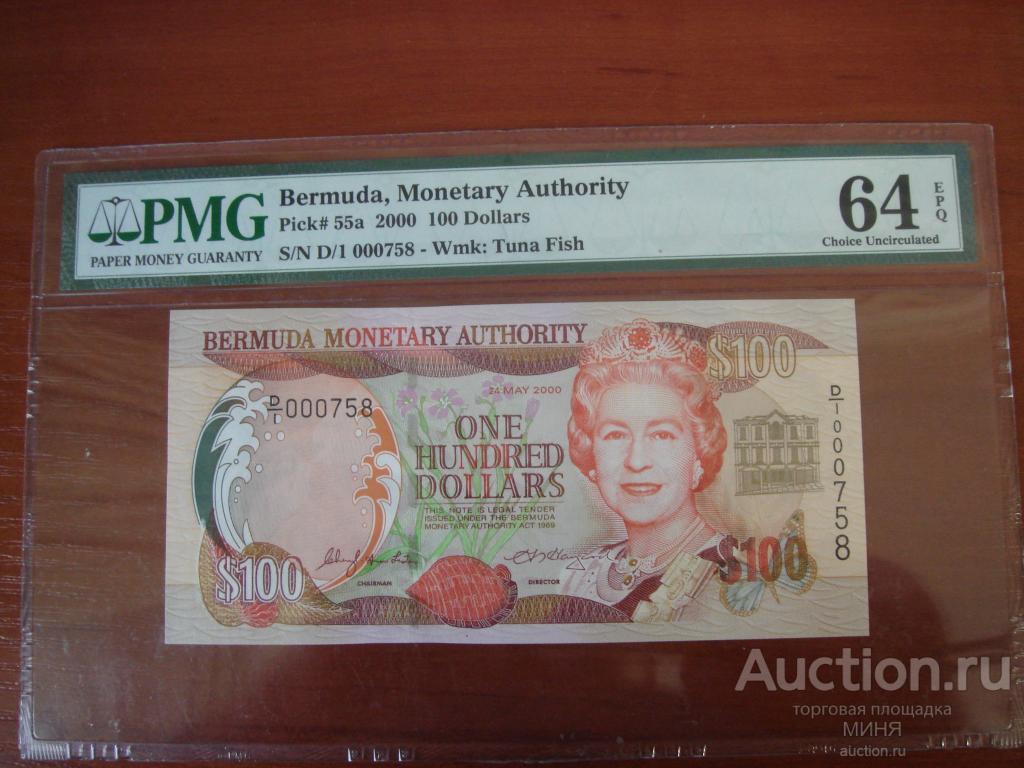 PMG
PAPER MONEY GUARANTY
Bermuda, Monetary Authority
Pick# 55a 2000 100 Dollars
S/N D/1 000758 - Wmk: Tuna Fish
64
EPQ
Choice Uncirculated
BERMUDA MONETARY AUTHORITY
$100
24 MAY 2000
D/1 000758
ONE
HUNDRED
DOLLARS
THIS NOTE IS LEGAL TENDER
ISSUED UNDER THE BERMUDA
MONETARY AUTHORITY ACT 1969
D/1 000758
$100
CHAIRMAN
DIRECTOR
$100
Auction.ru
торговая площадка
МИНЯ
auction.ru